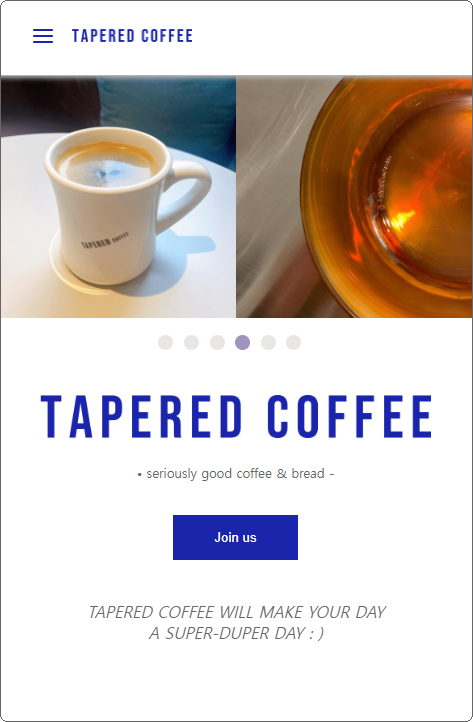 TAPERED COFFEE
TAPERED COFFEE
TAPERED COFFEE
• seriously good coffee & bread -
Join us
TAPERED COFFEE WILL MAKE YOUR DAY
A SUPER-DUPER DAY : )